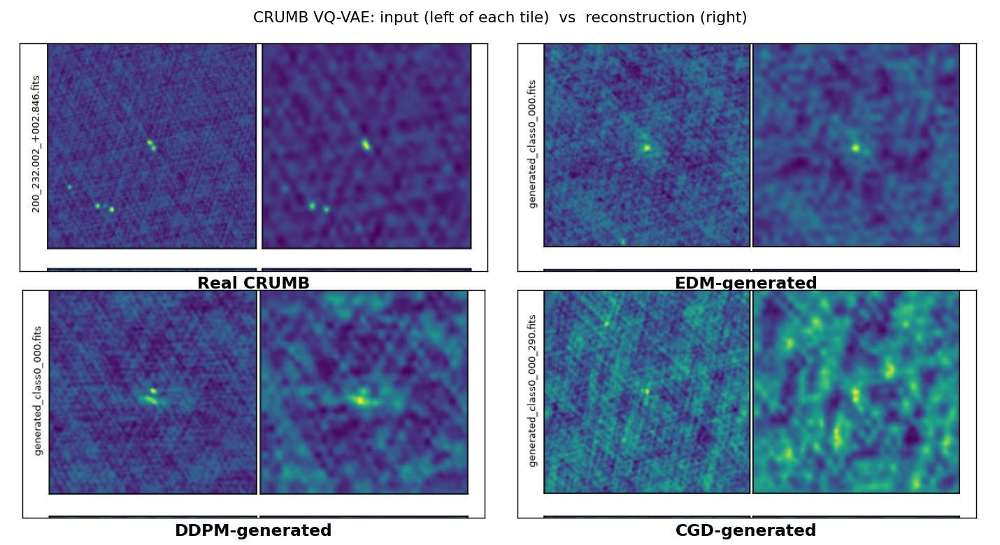 CRUMB VQ-VAE: input (left of each tile)  vs  reconstruction (right)
200_232.002_+002.846.fits
generated_class0_000.fits
Real CRUMB
EDM-generated
generated_class0_000.fits
generated_class0_000_290.fits
DDPM-generated
CGD-generated